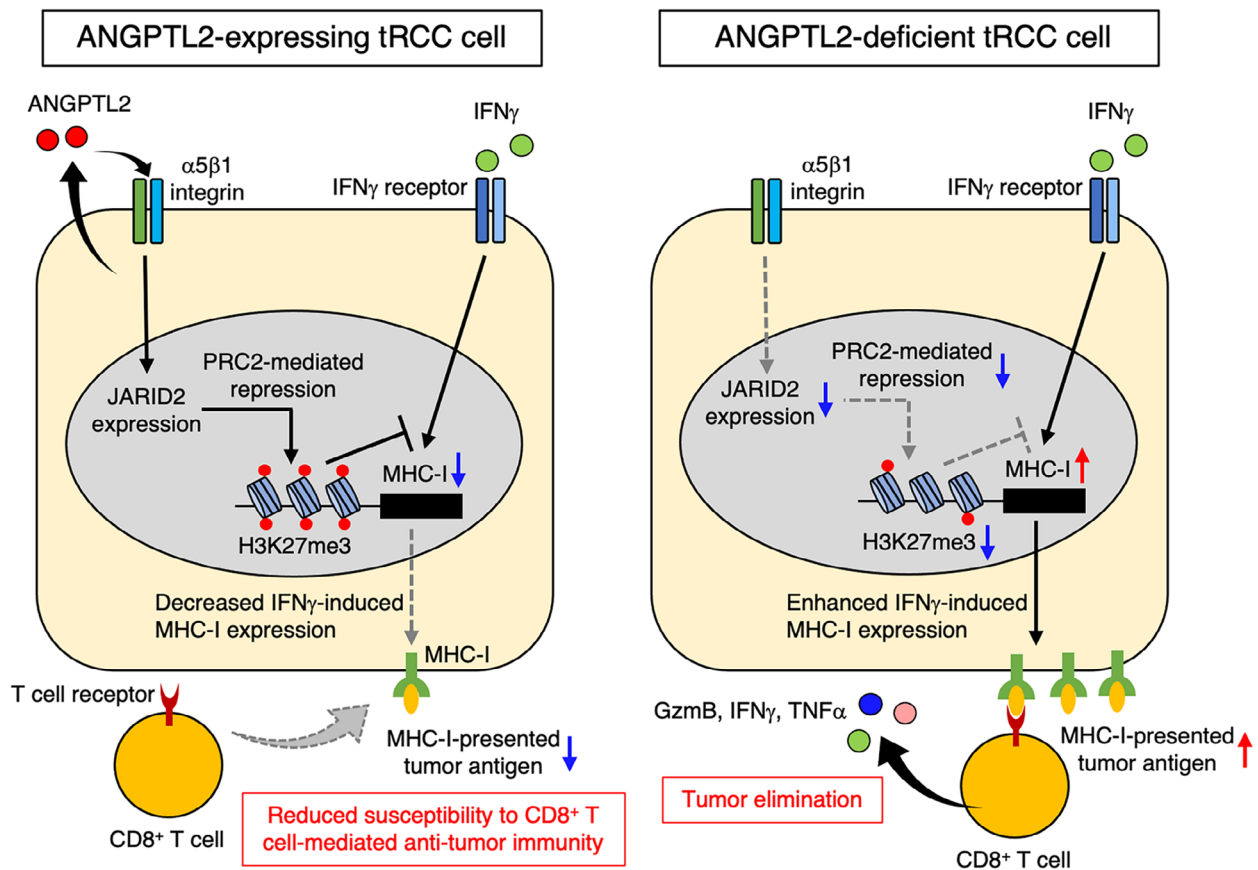 ANGPTL2-expressing tRCC cell
ANGPTL2
IFNγ
α5β1
integrin
IFNγ receptor
PRC2-mediated
repression
JARID2
expression
MHC-I
H3K27me3
Decreased IFNγ-induced
MHC-I expression
MHC-I
T cell receptor
MHC-I-presented
tumor antigen
CD8⁺ T cell
Reduced susceptibility to CD8⁺ T
cell-mediated anti-tumor immunity
ANGPTL2-deficient tRCC cell
IFNγ
α5β1
integrin
IFNγ receptor
PRC2-mediated
repression
JARID2
expression
MHC-I
H3K27me3
Enhanced IFNγ-induced
MHC-I expression
GzmB, IFNγ, TNFα
MHC-I-presented
tumor antigen
Tumor elimination
CD8⁺ T cell